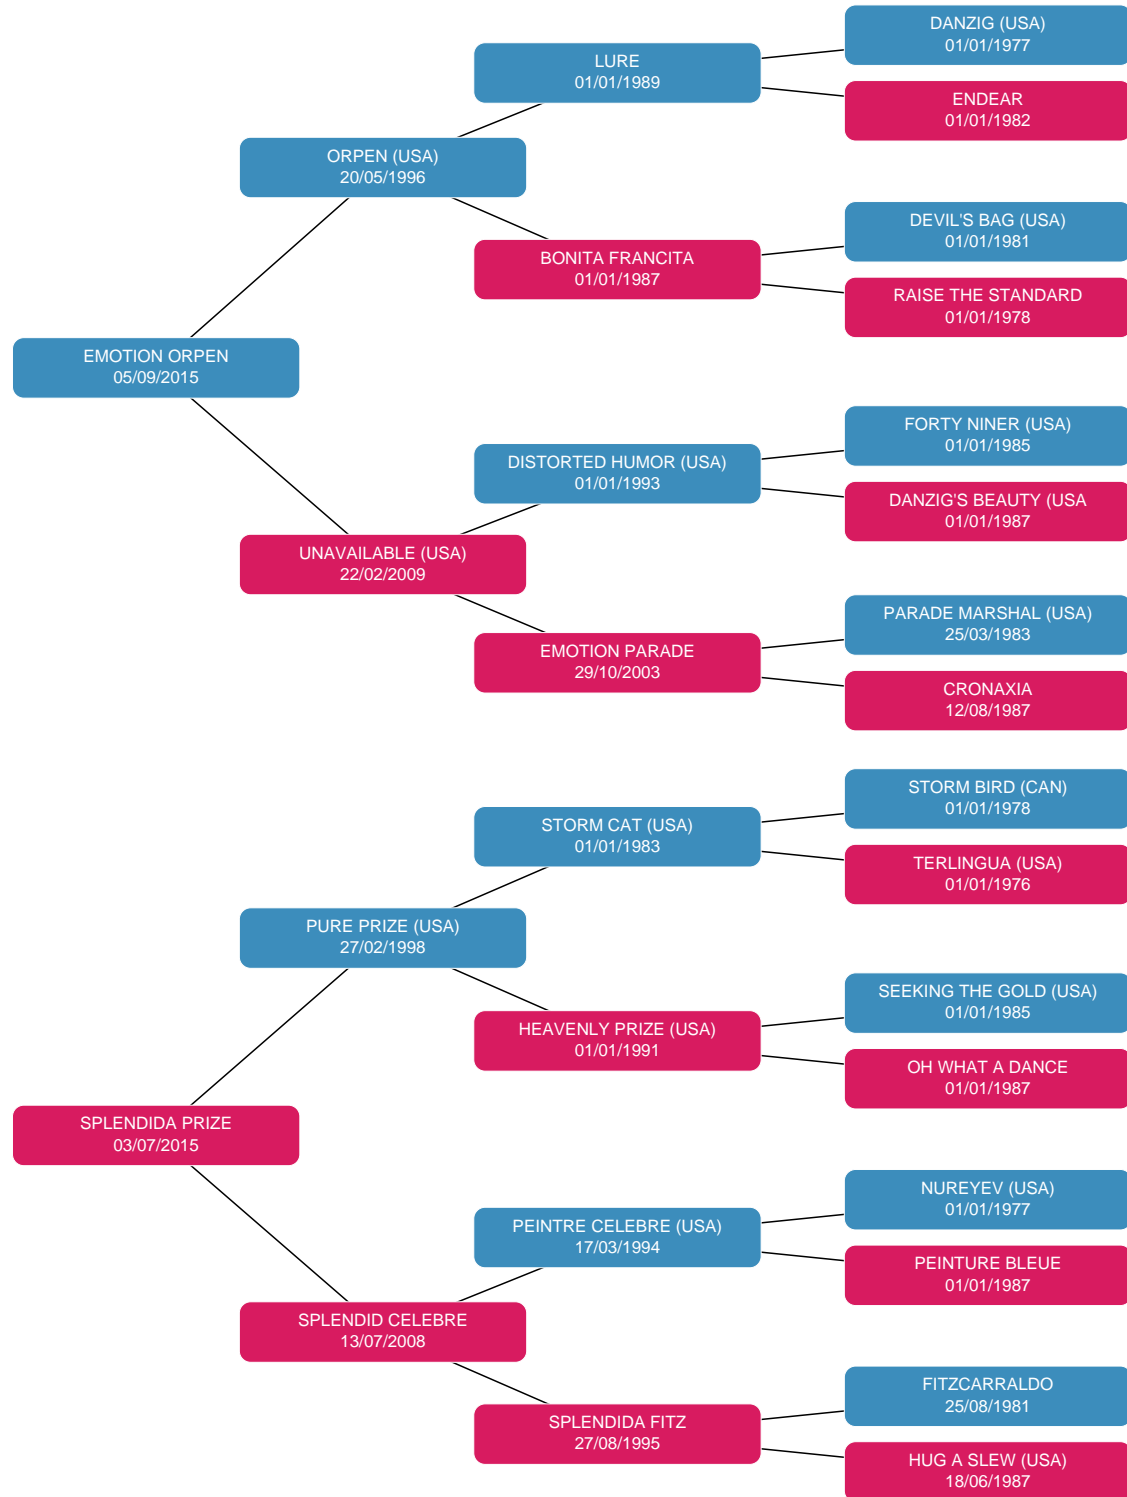 DANZIG (USA)
01/01/1977
LURE
01/01/1989
ENDEAR
01/01/1982
ORPEN (USA)
20/05/1996
DEVIL'S BAG (USA)
01/01/1981
BONITA FRANCITA
01/01/1987
RAISE THE STANDARD
01/01/1978
EMOTION ORPEN
05/09/2015
FORTY NINER (USA)
01/01/1985
DISTORTED HUMOR (USA)
01/01/1993
DANZIG'S BEAUTY (USA
01/01/1987
UNAVAILABLE (USA)
22/02/2009
PARADE MARSHAL (USA)
25/03/1983
EMOTION PARADE
29/10/2003
CRONAXIA
12/08/1987
STORM BIRD (CAN)
01/01/1978
STORM CAT (USA)
01/01/1983
TERLINGUA (USA)
01/01/1976
PURE PRIZE (USA)
27/02/1998
SEEKING THE GOLD (USA)
01/01/1985
HEAVENLY PRIZE (USA)
01/01/1991
OH WHAT A DANCE
01/01/1987
SPLENDIDA PRIZE
03/07/2015
NUREYEV (USA)
01/01/1977
PEINTRE CELEBRE (USA)
17/03/1994
PEINTURE BLEUE
01/01/1987
SPLENDID CELEBRE
13/07/2008
FITZCARRALDO
25/08/1981
SPLENDIDA FITZ
27/08/1995
HUG A SLEW (USA)
18/06/1987